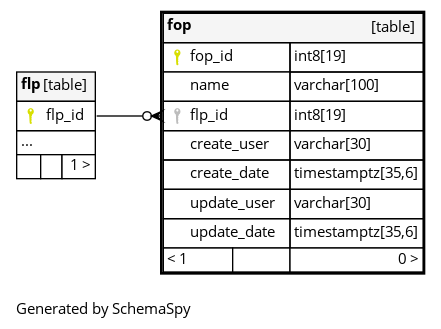 fop [table]
fop_id int8[19]
name varchar[100]
flp_id int8[19]
create_user varchar[30]
create_date timestamptz[35,6]
update_user varchar[30]
update_date timestamptz[35,6]
< 1 0 >
flp [table]
flp_id
...
1 >
Generated by SchemaSpy